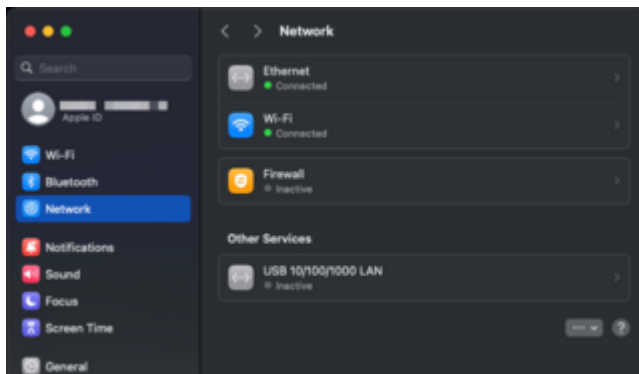 Network
Search
Apple ID
Wi-Fi
Bluetooth
Network
Notifications
Sound
Focus
Screen Time
General
Ethernet
Connected
Wi-Fi
Connected
Firewall
Inactive
Other Services
USB 10/100/1000 LAN
Inactive
?